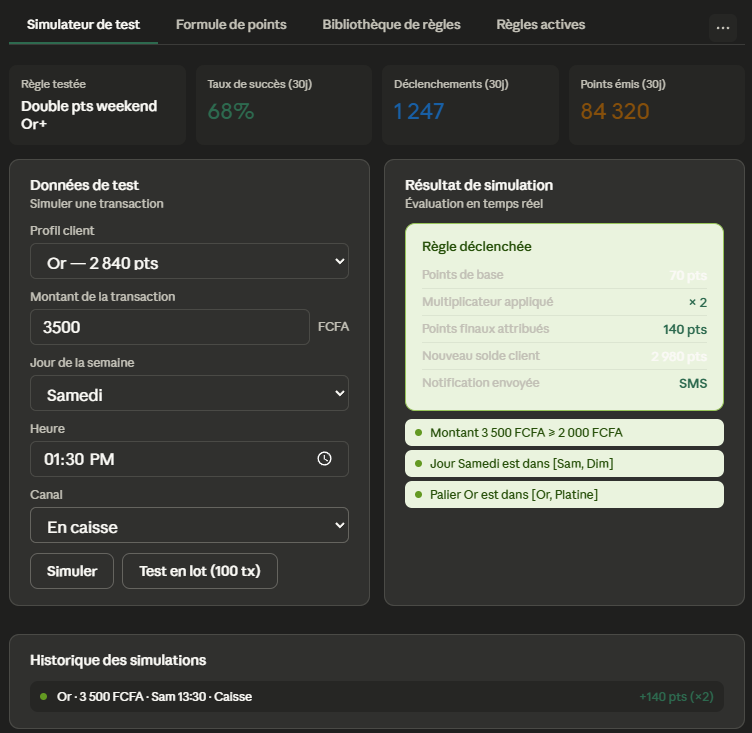 Simulateur de test
Formule de points
Bibliothèque de règles
Règles actives
...
Règle testée
Double pts weekend
Or+
Taux de succès (30j)
68%
Déclenchements (30j)
1 247
Points émis (30j)
84 320
Données de test
Simuler une transaction
Profil client
Or — 2 840 pts
Montant de la transaction
3500
FCFA
Jour de la semaine
Samedi
Heure
01:30 PM
Canal
En caisse
Simuler
Test en lot (100 tx)
Résultat de simulation
Évaluation en temps réel
Règle déclenchée
Points de base 70 pts
Multiplicateur appliqué × 2
Points finaux attribués 140 pts
Nouveau solde client 2 980 pts
Notification envoyée SMS
Montant 3 500 FCFA ≥ 2 000 FCFA
Jour Samedi est dans [Sam, Dim]
Palier Or est dans [Or, Platine]
Historique des simulations
Or · 3 500 FCFA · Sam 13:30 · Caisse +140 pts (×2)